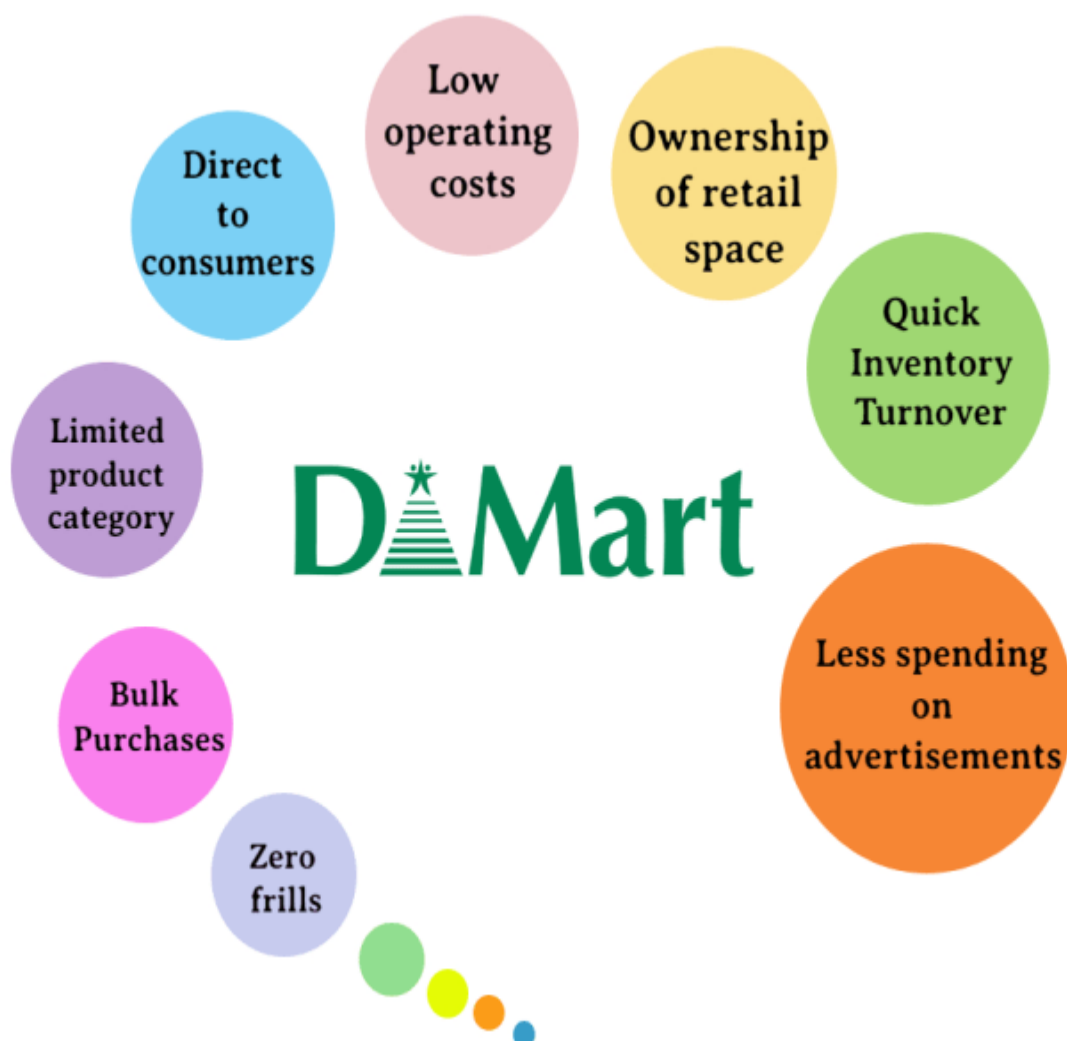 Low
operating
costs
Ownership
of retail
space
Direct
to
consumers
Quick
Inventory
Turnover
Limited
product
category
D Mart
Less spending
on
advertisements
Bulk
Purchases
Zero
frills